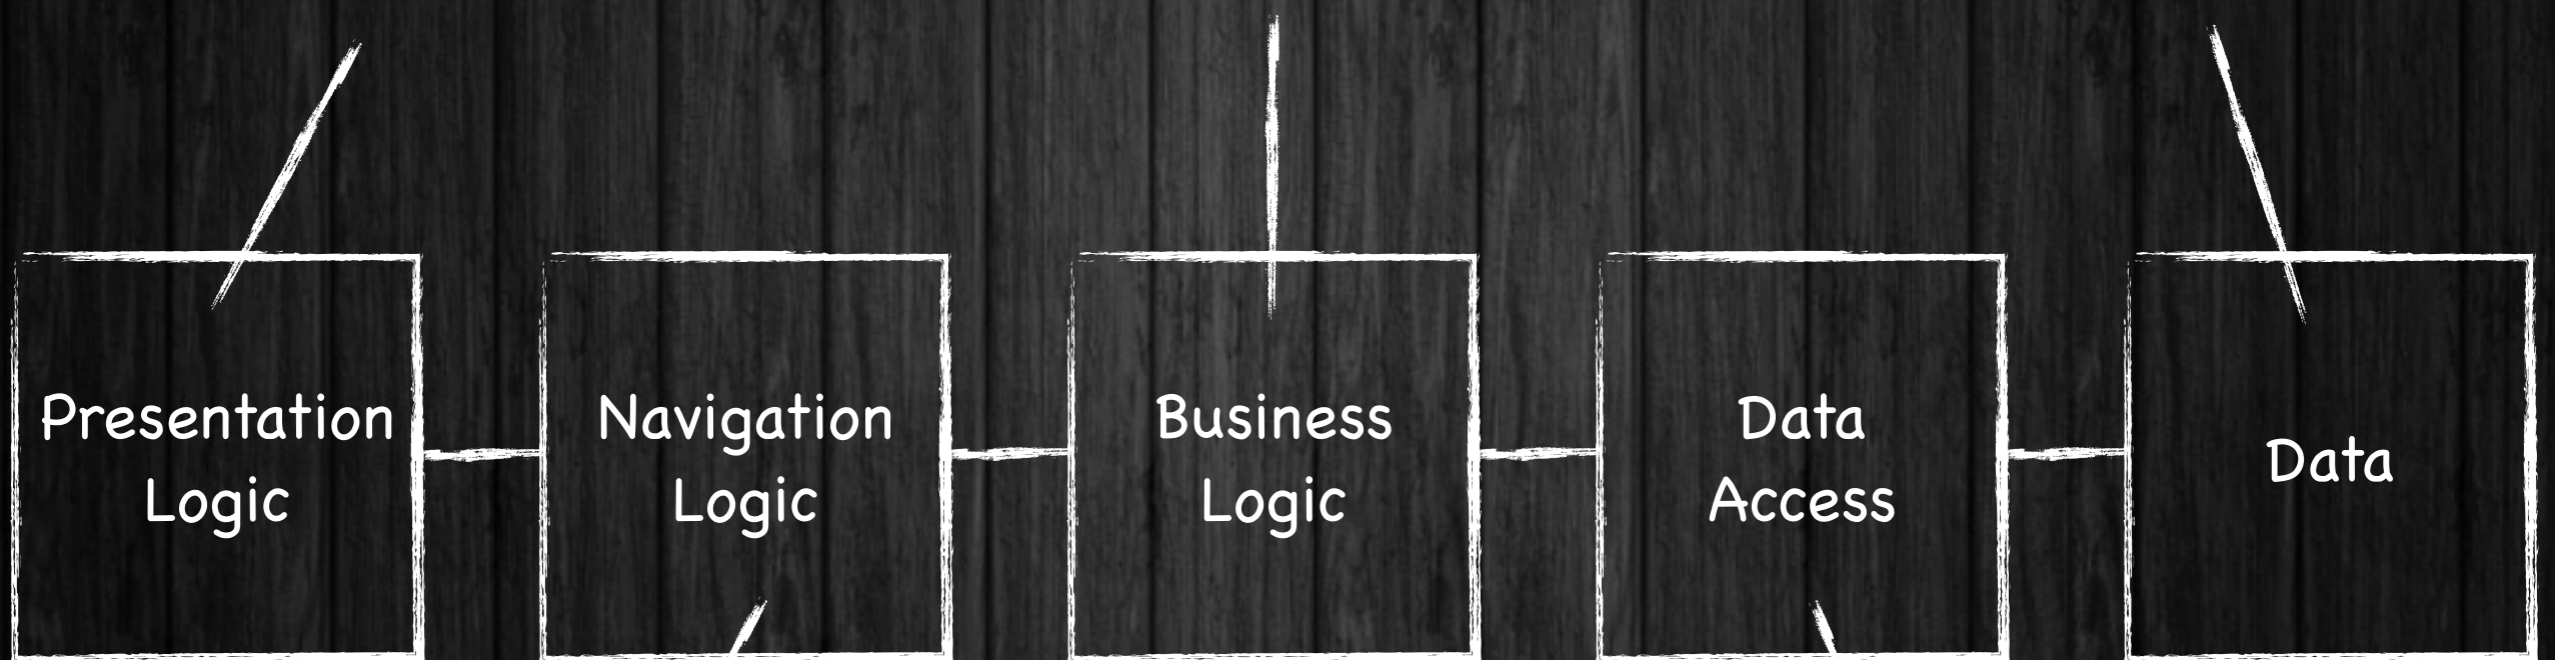 Presentation
Logic
Navigation
Logic
Business
Logic
Data
Access
Data